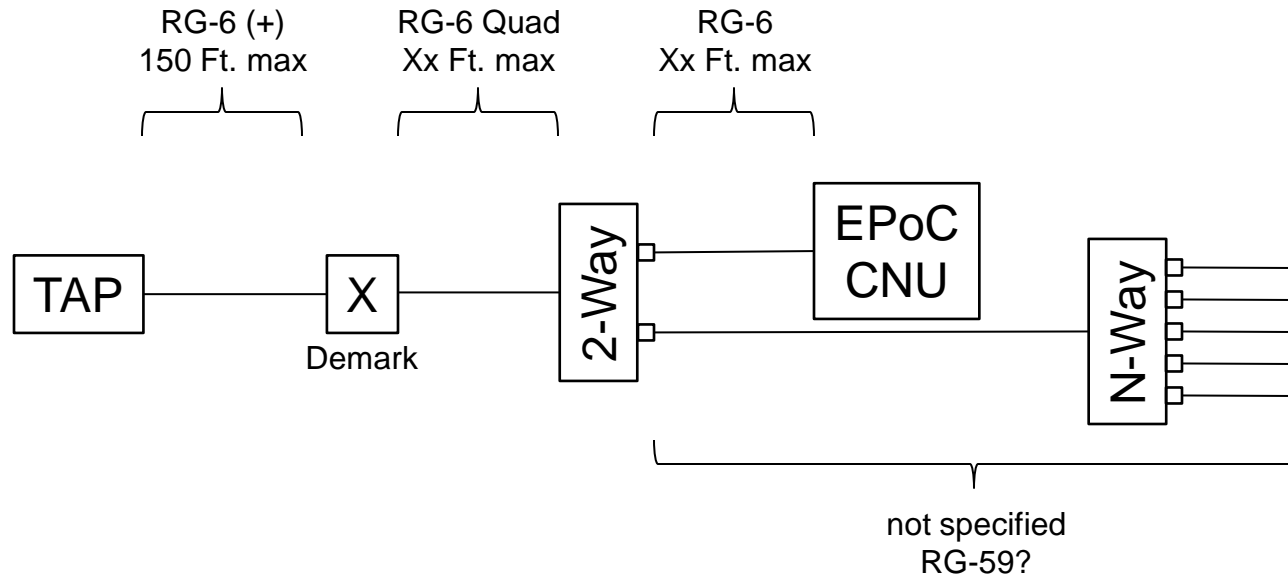 RG-6 (+)
150 Ft. max
RG-6 Quad
Xx Ft. max
RG-6
Xx Ft. max
TAP
X
Demark
2-Way
EPoC
CNU
N-Way
not specified
RG-59?